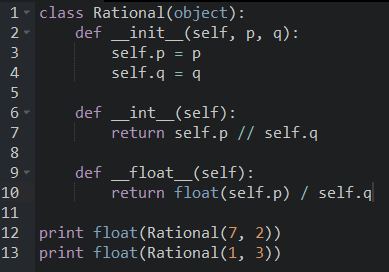 1 class Rational(object):
2     def __init__(self, p, q):
3         self.p = p
4         self.q = q
5
6     def __int__(self):
7         return self.p // self.q
8
9     def __float__(self):
10         return float(self.p) / self.q
11
12 print float(Rational(7, 2))
13 print float(Rational(1, 3))